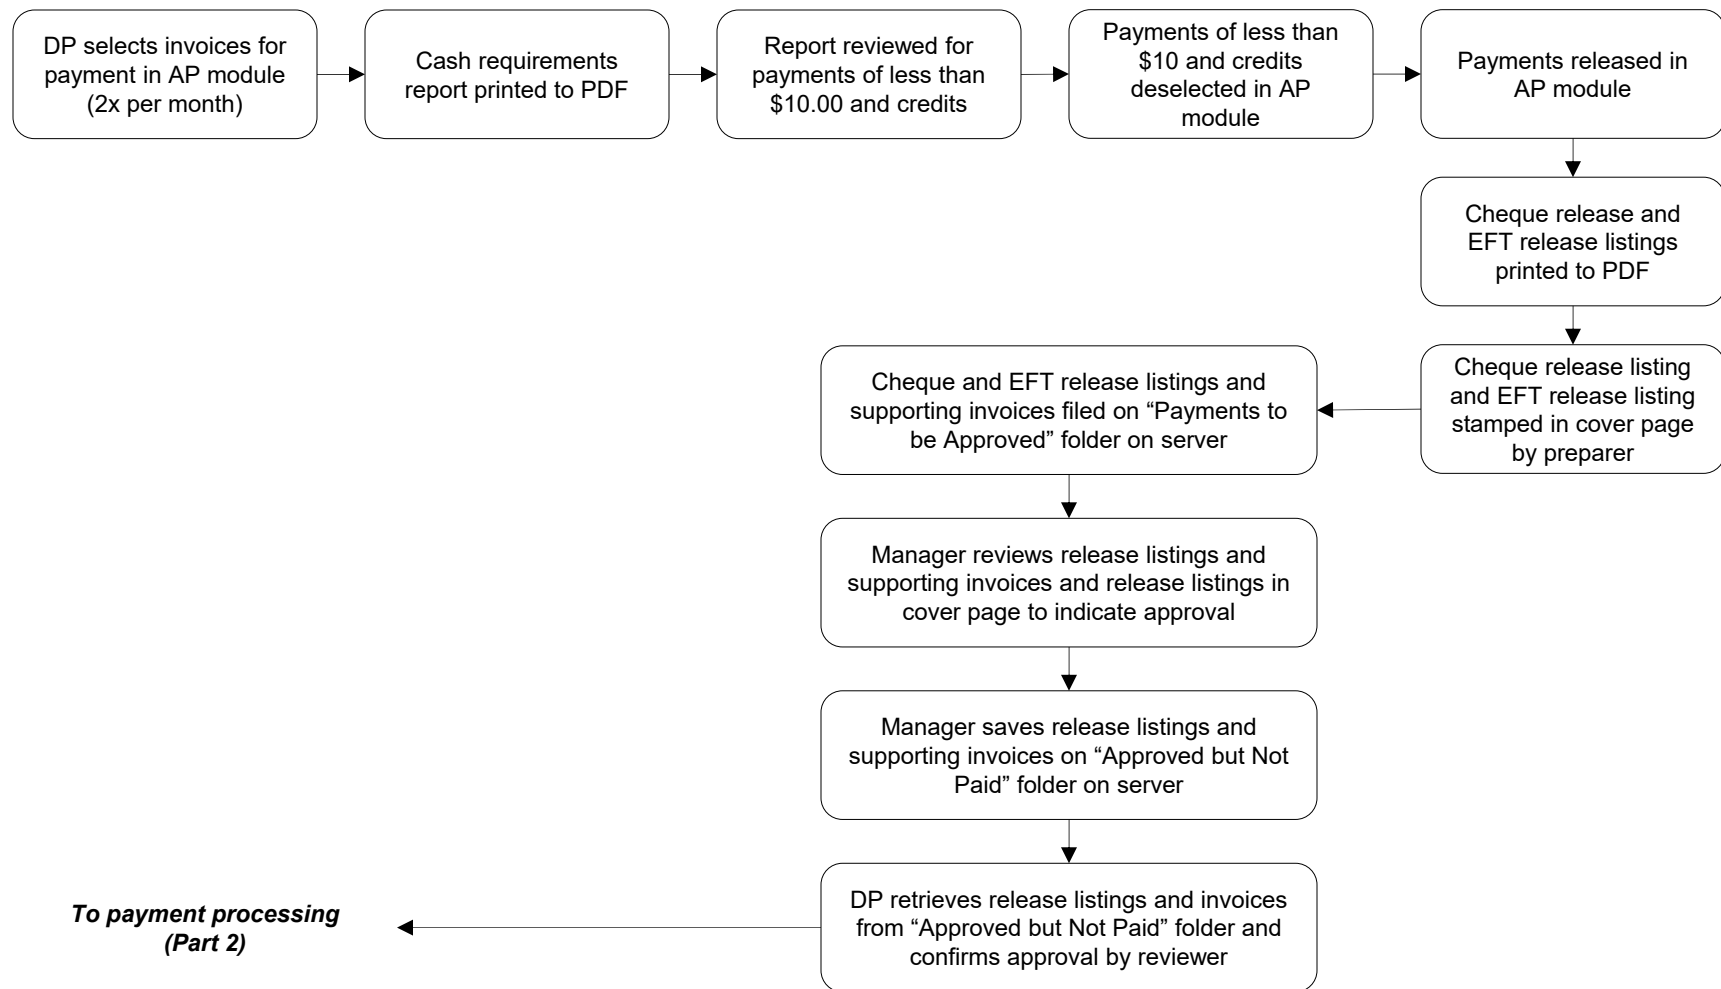 DP selects invoices for
payment in AP module
(2x per month)
Cash requirements
report printed to PDF
Report reviewed for
payments of less than
$10.00 and credits
Payments of less than
$10 and credits
deselected in AP
module
Payments released in
AP module
Cheque release and
EFT release listings
printed to PDF
Cheque release listing
and EFT release listing
stamped in cover page
by preparer
Cheque and EFT release listings and
supporting invoices filed on “Payments to
be Approved” folder on server
Manager reviews release listings and
supporting invoices and release listings in
cover page to indicate approval
Manager saves release listings and
supporting invoices on “Approved but Not
Paid” folder on server
DP retrieves release listings and invoices
from “Approved but Not Paid” folder and
confirms approval by reviewer
To payment processing
(Part 2)